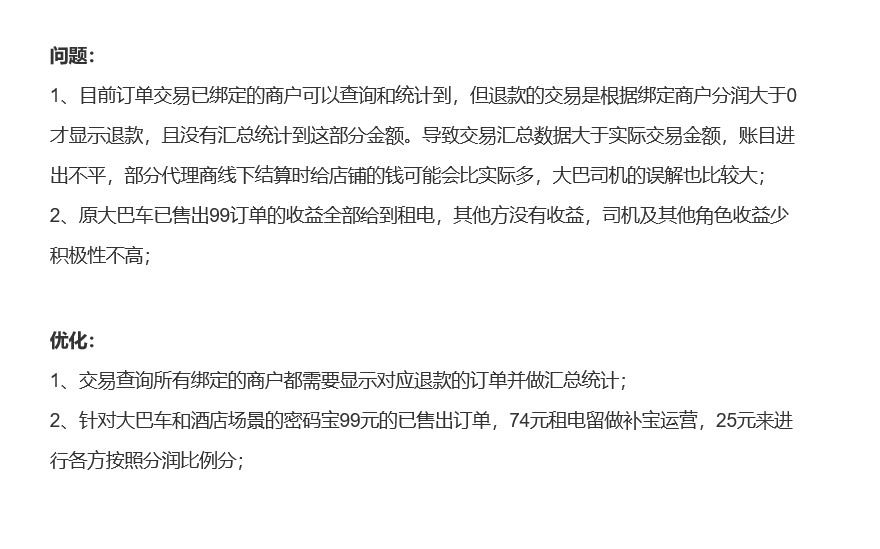 问题：
1、目前订单交易已绑定的商户可以查询和统计到，但退款的交易是根据绑定商户分润大于0
才显示退款，且没有汇总统计到这部分金额。导致交易汇总数据大于实际交易金额，账目进
出不平，部分代理商线下结算时给店铺的钱可能会比实际多，大巴司机的误解也比较大；
2、原大巴车已售出99订单的收益全部给到租电，其他方没有收益，司机及其他角色收益少
积极性不高；
优化：
1、交易查询所有绑定的商户都需要显示对应退款的订单并做汇总统计；
2、针对大巴车和酒店场景的密码宝99元的已售出订单，74元租电留做补宝运营，25元来进
行各方按照分润比例分；